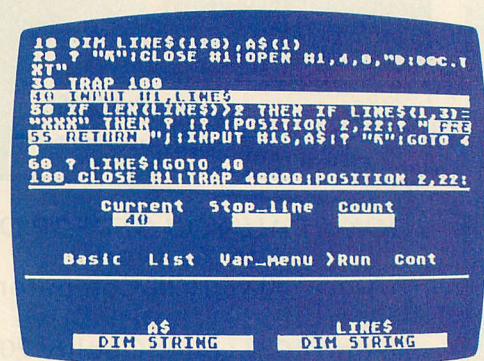 10 DIM LINE$(128),A$(1)
20 ? "↰";CLOSE #1:OPEN #1,4,0,"D:DOC.T
XT"
30 TRAP 100
40 INPUT #1,LINE$
50 IF LEN(LINE$)>2 THEN IF LINE$(1,3)=
"XXX" THEN ? :? :POSITION 2,22:? " PRE
SS RETURN ";:INPUT #16,A$:? "↰":GOTO 4
0
60 ? LINE$:GOTO 40
100 CLOSE #1:TRAP 40000:POSITION 2,22:
Current Stop_line Count
40
Basic List Var_menu >Run Cont
A$ LINE$
DIM STRING DIM STRING